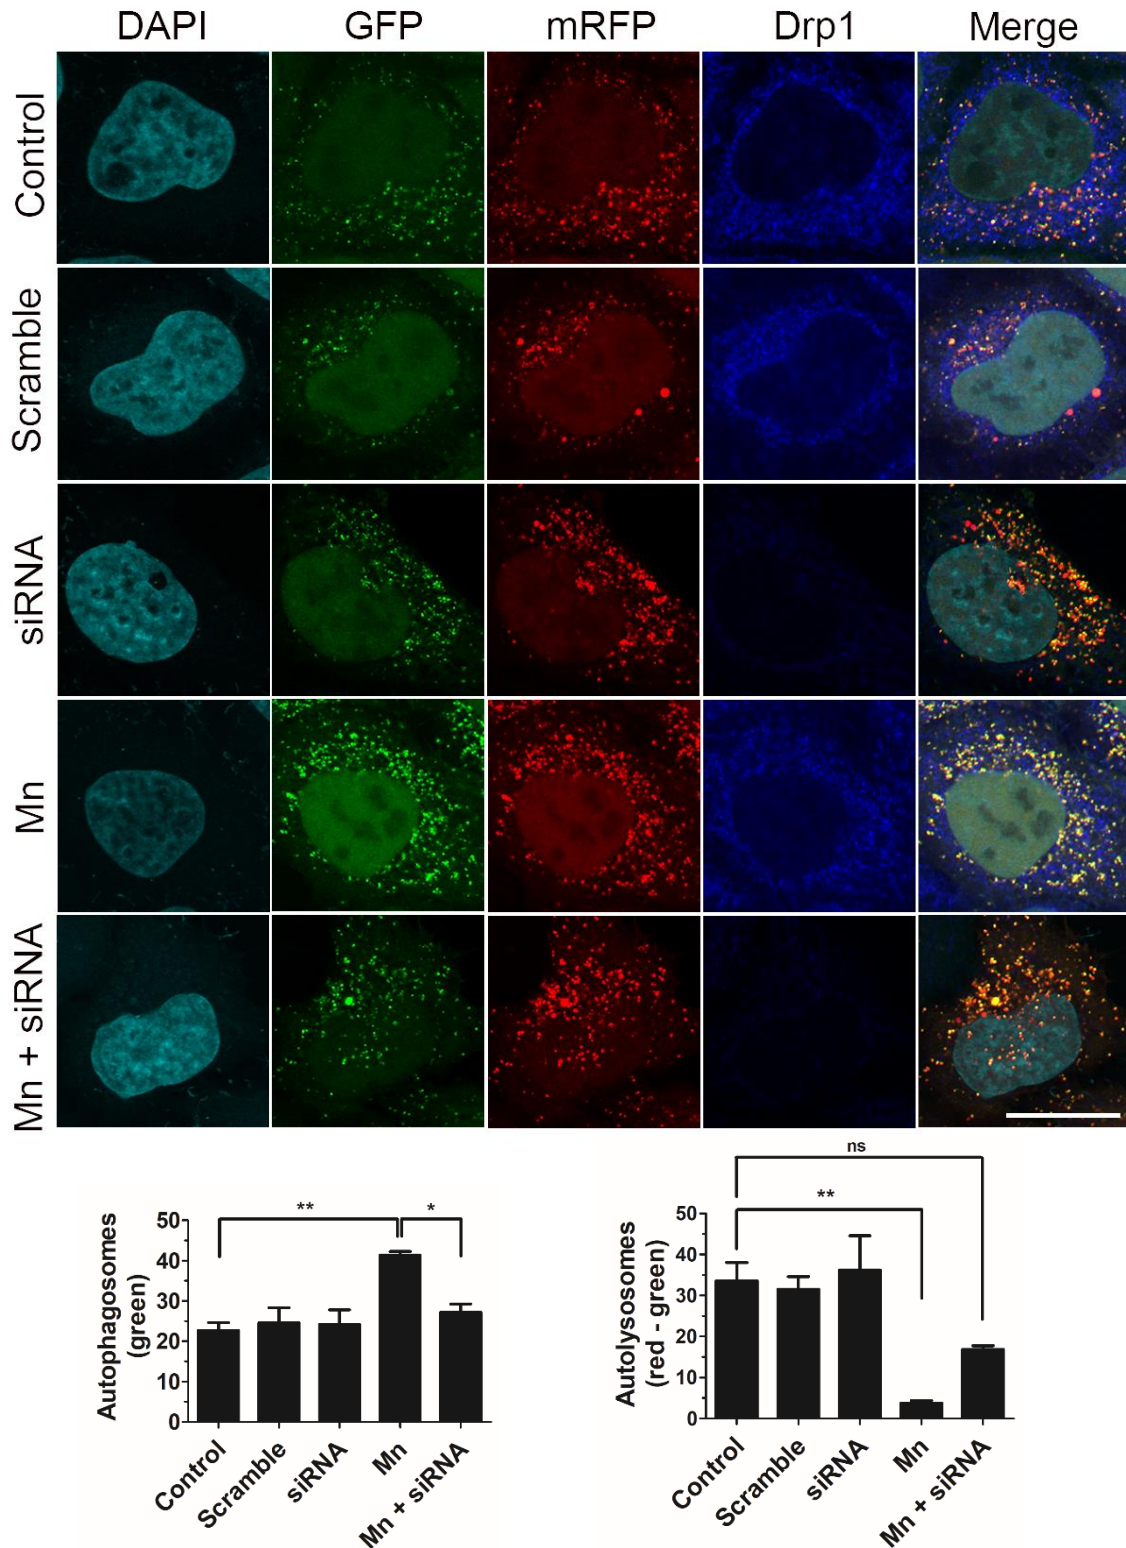 DAPI GFP mRFP Drp1 Merge
Control
Scramble
siRNA
Mn
Mn + siRNA
Autophagosomes
(green)
50
40
30
20
10
0
** *
Control Scramble siRNA Mn Mn + siRNA
Autolysosomes
(red - green)
50
40
30
20
10
0
ns
**
Control Scramble siRNA Mn Mn + siRNA